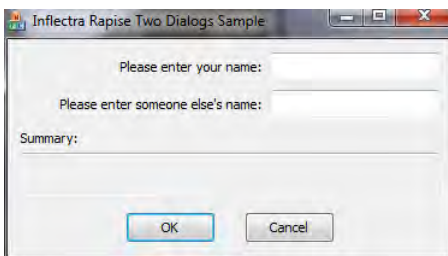 Inflectra Rapise Two Dialogs Sample
Please enter your name:
Please enter someone else's name:
Summary:
OK Cancel